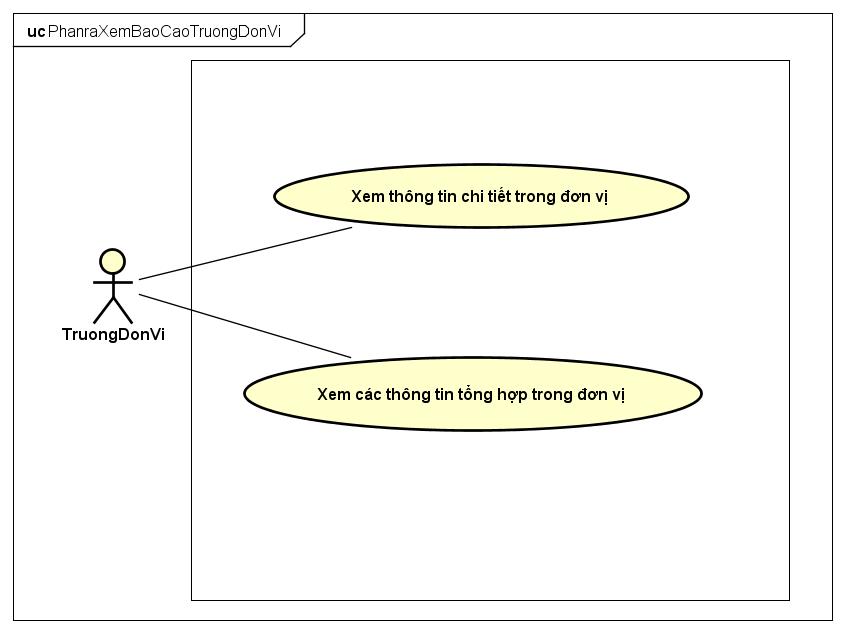 uc PhanraXemBaoCaoTruongDonVi
Xem thông tin chi tiết trong đơn vị
TruongDonVi
Xem các thông tin tổng hợp trong đơn vị